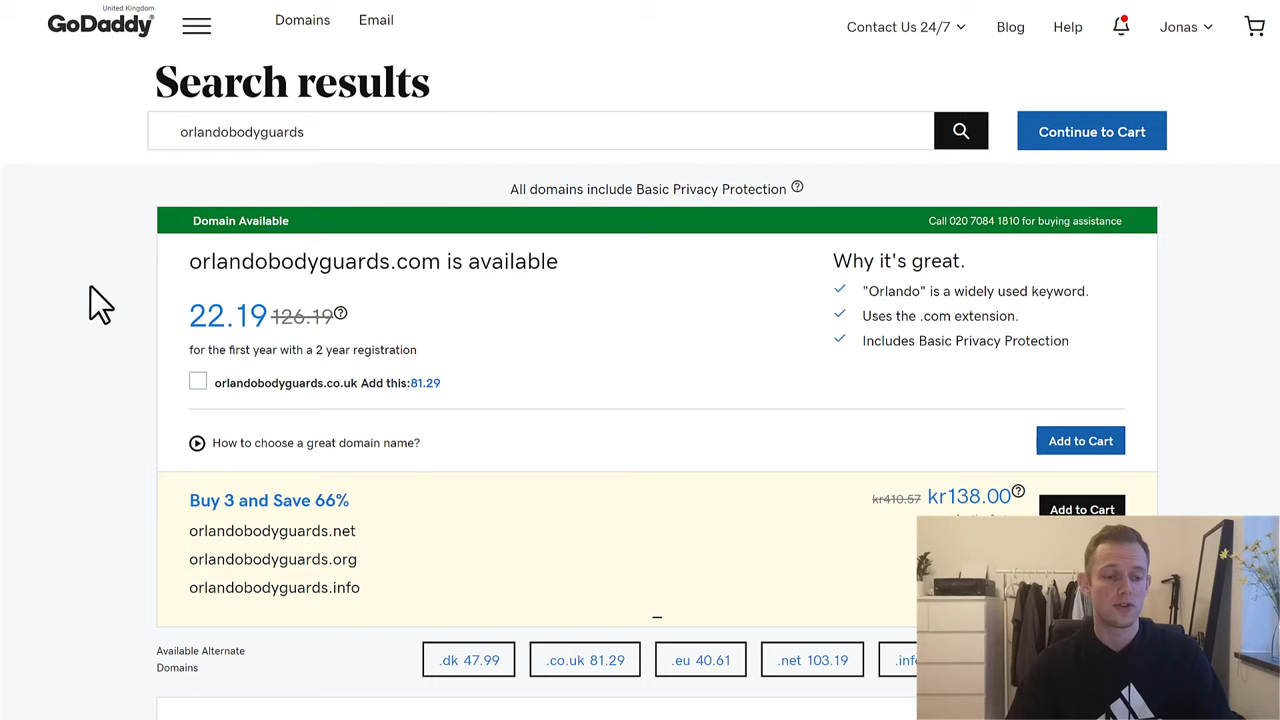 United Kingdom
GoDaddy
Domains
Email
Contact Us 24/7
Blog
Help
Jonas
Search results
orlandobodyguards
Continue to Cart
All domains include Basic Privacy Protection
Domain Available
Call 020 7084 1810 for buying assistance
orlandobodyguards.com is available
22.19 126.19
for the first year with a 2 year registration
orlandobodyguards.co.uk Add this:81.29
Why it's great.
"Orlando" is a widely used keyword.
Uses the .com extension.
Includes Basic Privacy Protection
How to choose a great domain name?
Add to Cart
Buy 3 and Save 66%
kr410.57 kr138.00
Add to Cart
orlandobodyguards.net
orlandobodyguards.org
orlandobodyguards.info
Available Alternate
Domains
.dk 47.99
.co.uk 81.29
.eu 40.61
.net 103.19